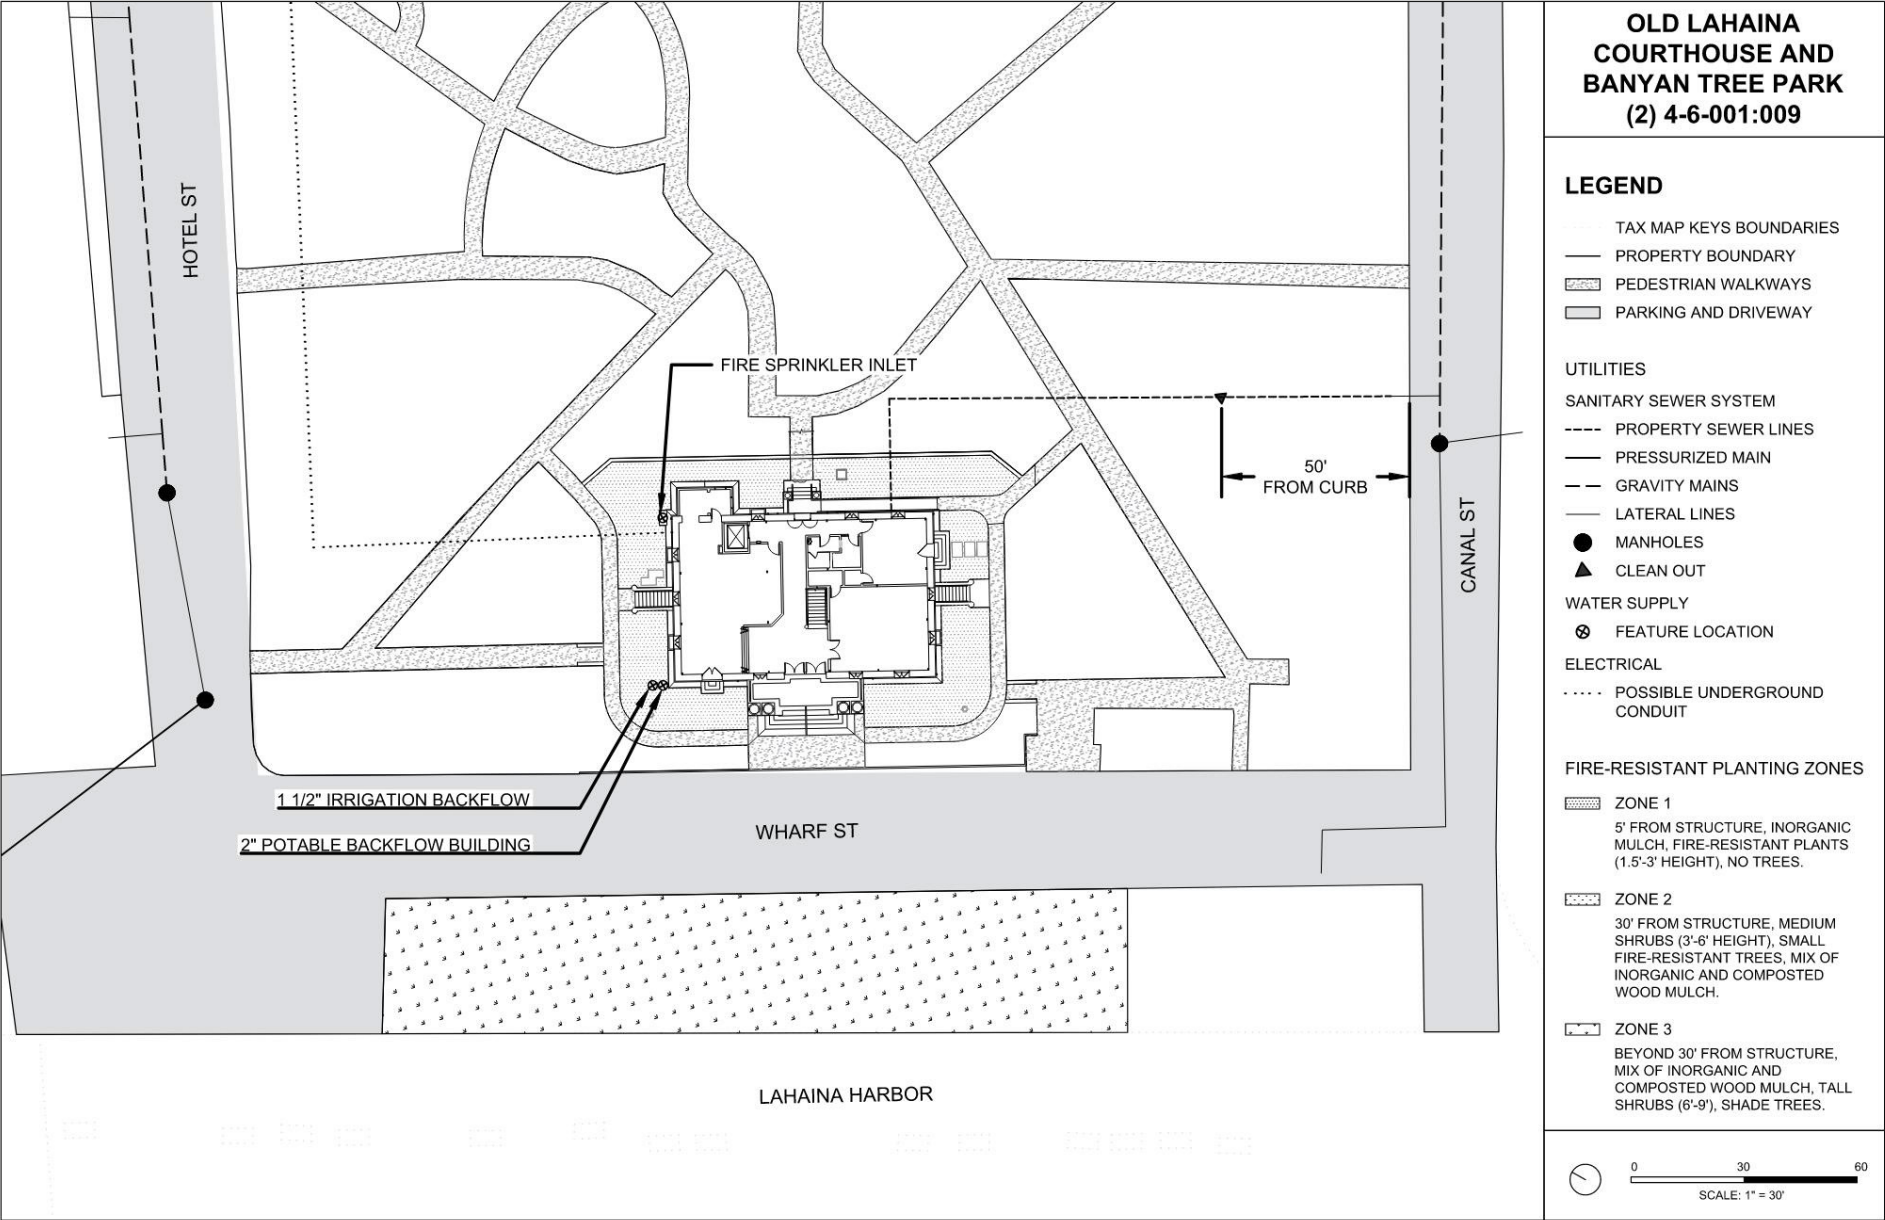 OLD LAHAINA
COURTHOUSE AND
BANYAN TREE PARK
(2) 4-6-001:009
LEGEND
TAX MAP KEYS BOUNDARIES
PROPERTY BOUNDARY
PEDESTRIAN WALKWAYS
PARKING AND DRIVEWAY
UTILITIES
SANITARY SEWER SYSTEM
PROPERTY SEWER LINES
PRESSURIZED MAIN
GRAVITY MAINS
LATERAL LINES
MANHOLES
CLEAN OUT
WATER SUPPLY
FEATURE LOCATION
ELECTRICAL
POSSIBLE UNDERGROUND
CONDUIT
FIRE-RESISTANT PLANTING ZONES
ZONE 1
5' FROM STRUCTURE, INORGANIC
MULCH, FIRE-RESISTANT PLANTS
(1.5'-3' HEIGHT), NO TREES.
ZONE 2
30' FROM STRUCTURE, MEDIUM
SHRUBS (3'-6' HEIGHT), SMALL
FIRE-RESISTANT TREES, MIX OF
INORGANIC AND COMPOSTED
WOOD MULCH.
ZONE 3
BEYOND 30' FROM STRUCTURE,
MIX OF INORGANIC AND
COMPOSTED WOOD MULCH, TALL
SHRUBS (6'-9'), SHADE TREES.
0 30 60
SCALE: 1" = 30'
HOTEL ST
FIRE SPRINKLER INLET
50'
FROM CURB
CANAL ST
1 1/2" IRRIGATION BACKFLOW
2" POTABLE BACKFLOW BUILDING
WHARF ST
LAHAINA HARBOR